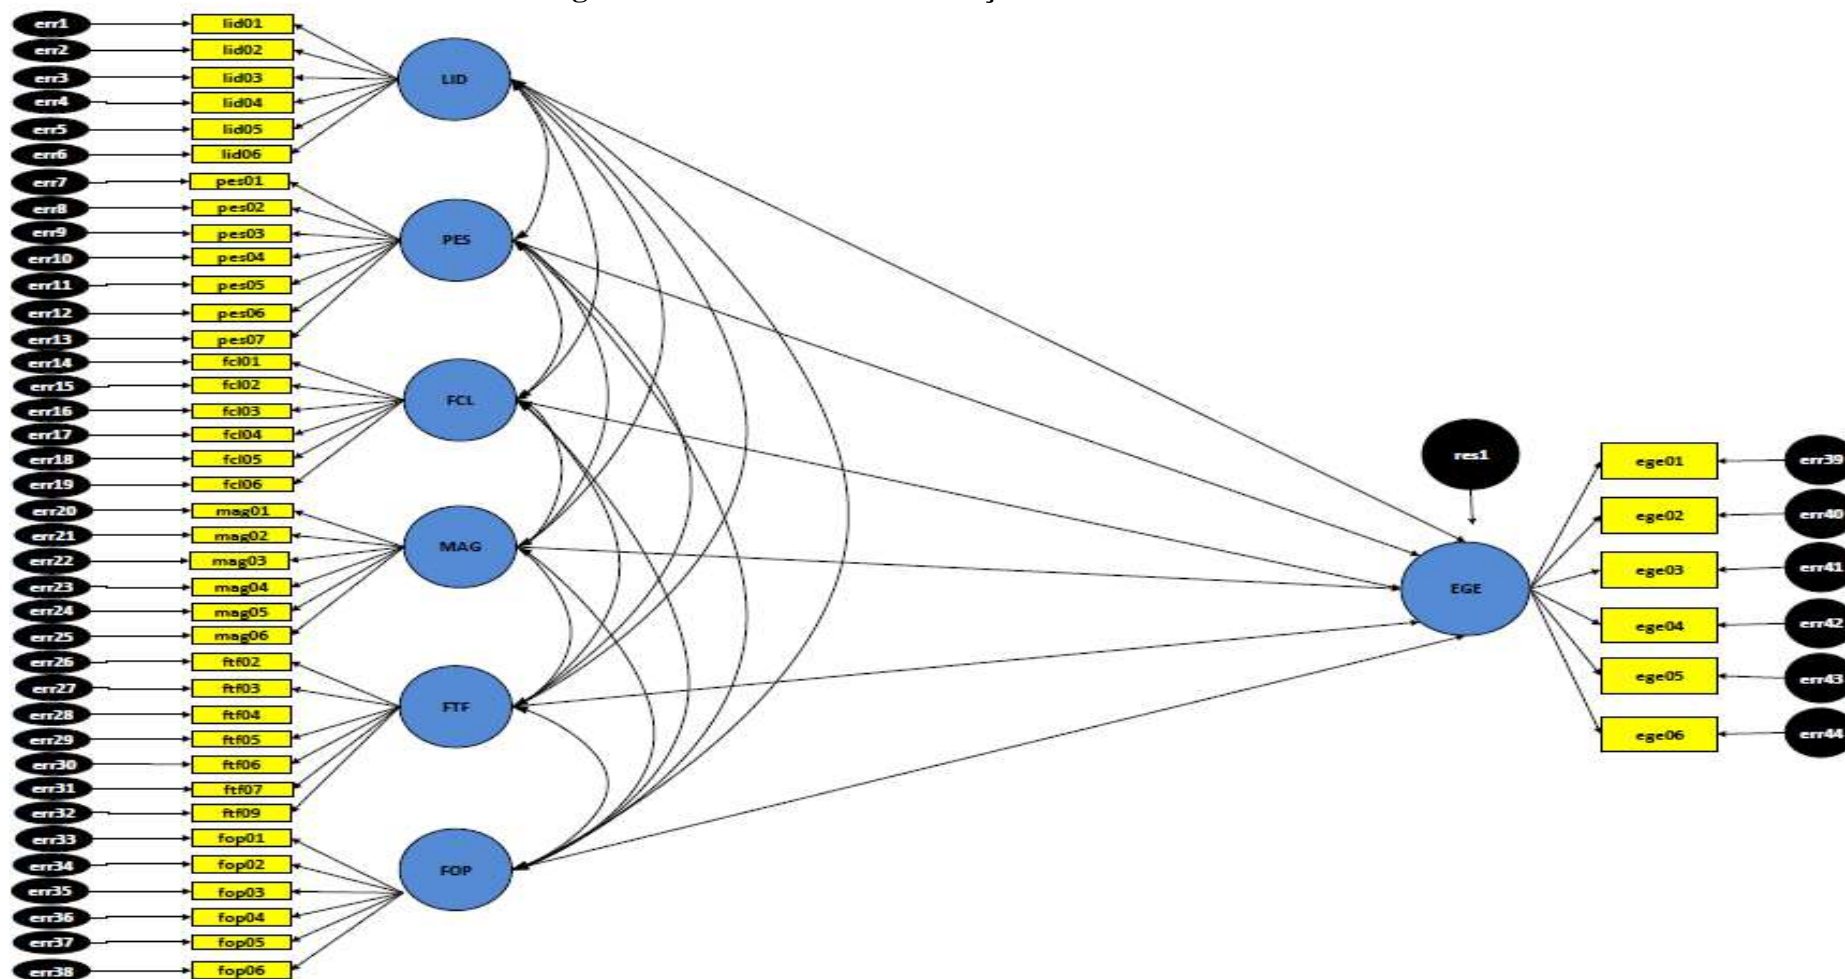 err1 lid01
err2 lid02
err3 lid03
err4 lid04
err5 lid05
err6 lid06
LID
err7 pes01
err8 pes02
err9 pes03
err10 pes04
err11 pes05
err12 pes06
err13 pes07
PES
err14 fcl01
err15 fcl02
err16 fcl03
err17 fcl04
err18 fcl05
err19 fcl06
FCL
err20 mag01
err21 mag02
err22 mag03
err23 mag04
err24 mag05
err25 mag06
MAG
err26 ftf02
err27 ftf03
err28 ftf04
err29 ftf05
err30 ftf06
err31 ftf07
err32 ftf09
FTF
err33 fop01
err34 fop02
err35 fop03
err36 fop04
err37 fop05
err38 fop06
FOP
res1
EGE
ege01 err39
ege02 err40
ege03 err41
ege04 err42
ege05 err43
ege06 err44